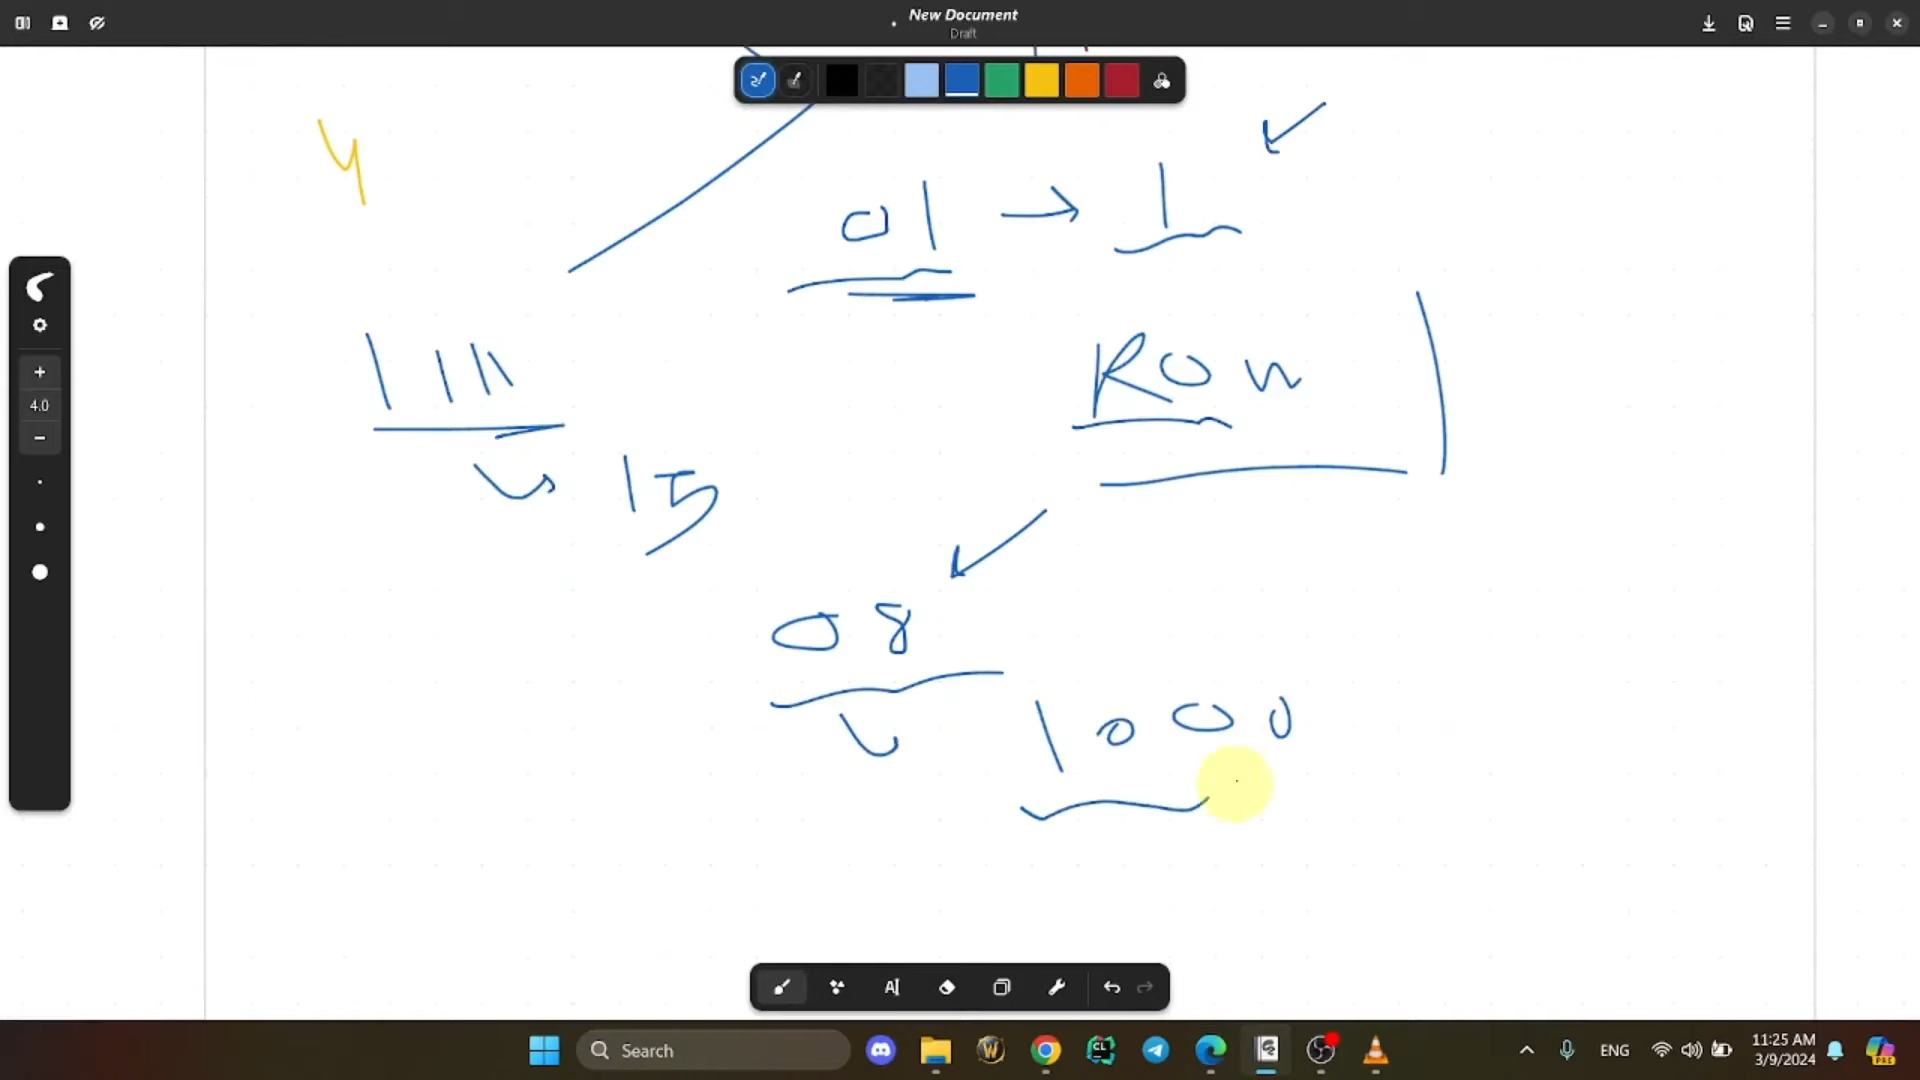 New Document
Draft
4
01 → 1
1111
Row
4.0
15
08
1000
Search
ENG
11:25 AM
3/9/2024